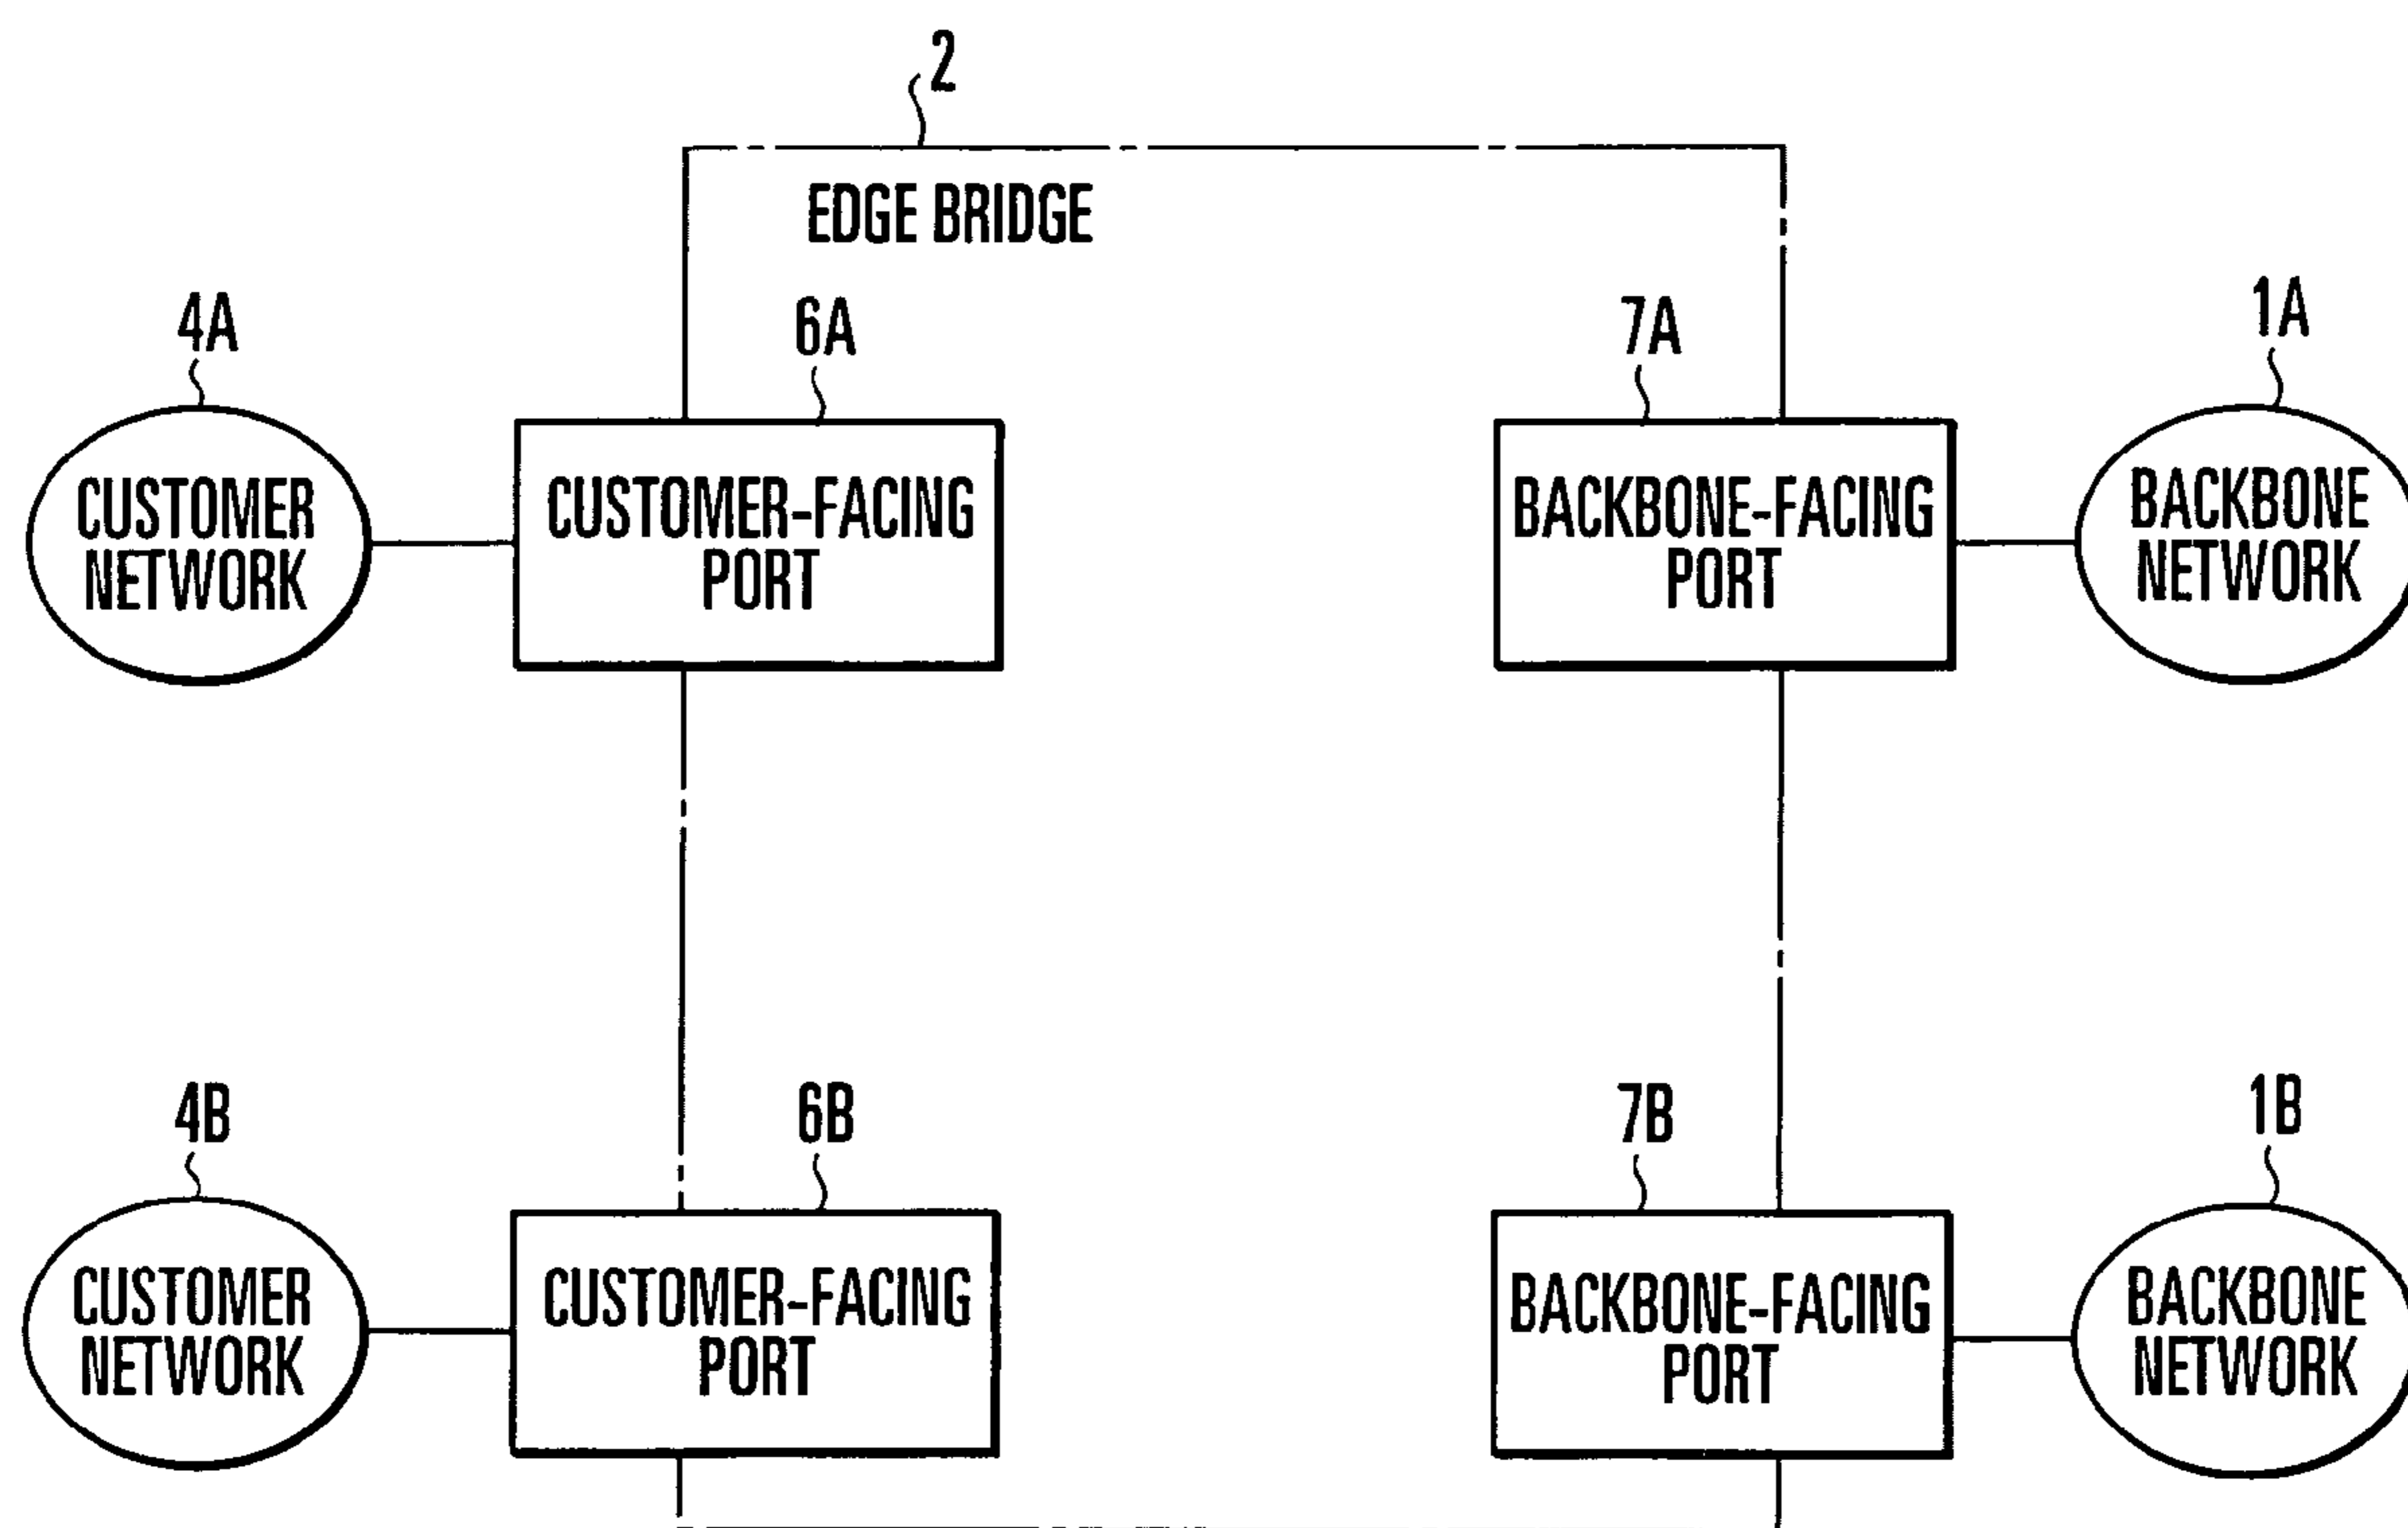 2
EDGE BRIDGE
4A
6A
7A
1A
CUSTOMER
NETWORK
CUSTOMER-FACING
PORT
BACKBONE-FACING
PORT
BACKBONE
NETWORK
4B
6B
7B
1B
CUSTOMER
NETWORK
CUSTOMER-FACING
PORT
BACKBONE-FACING
PORT
BACKBONE
NETWORK